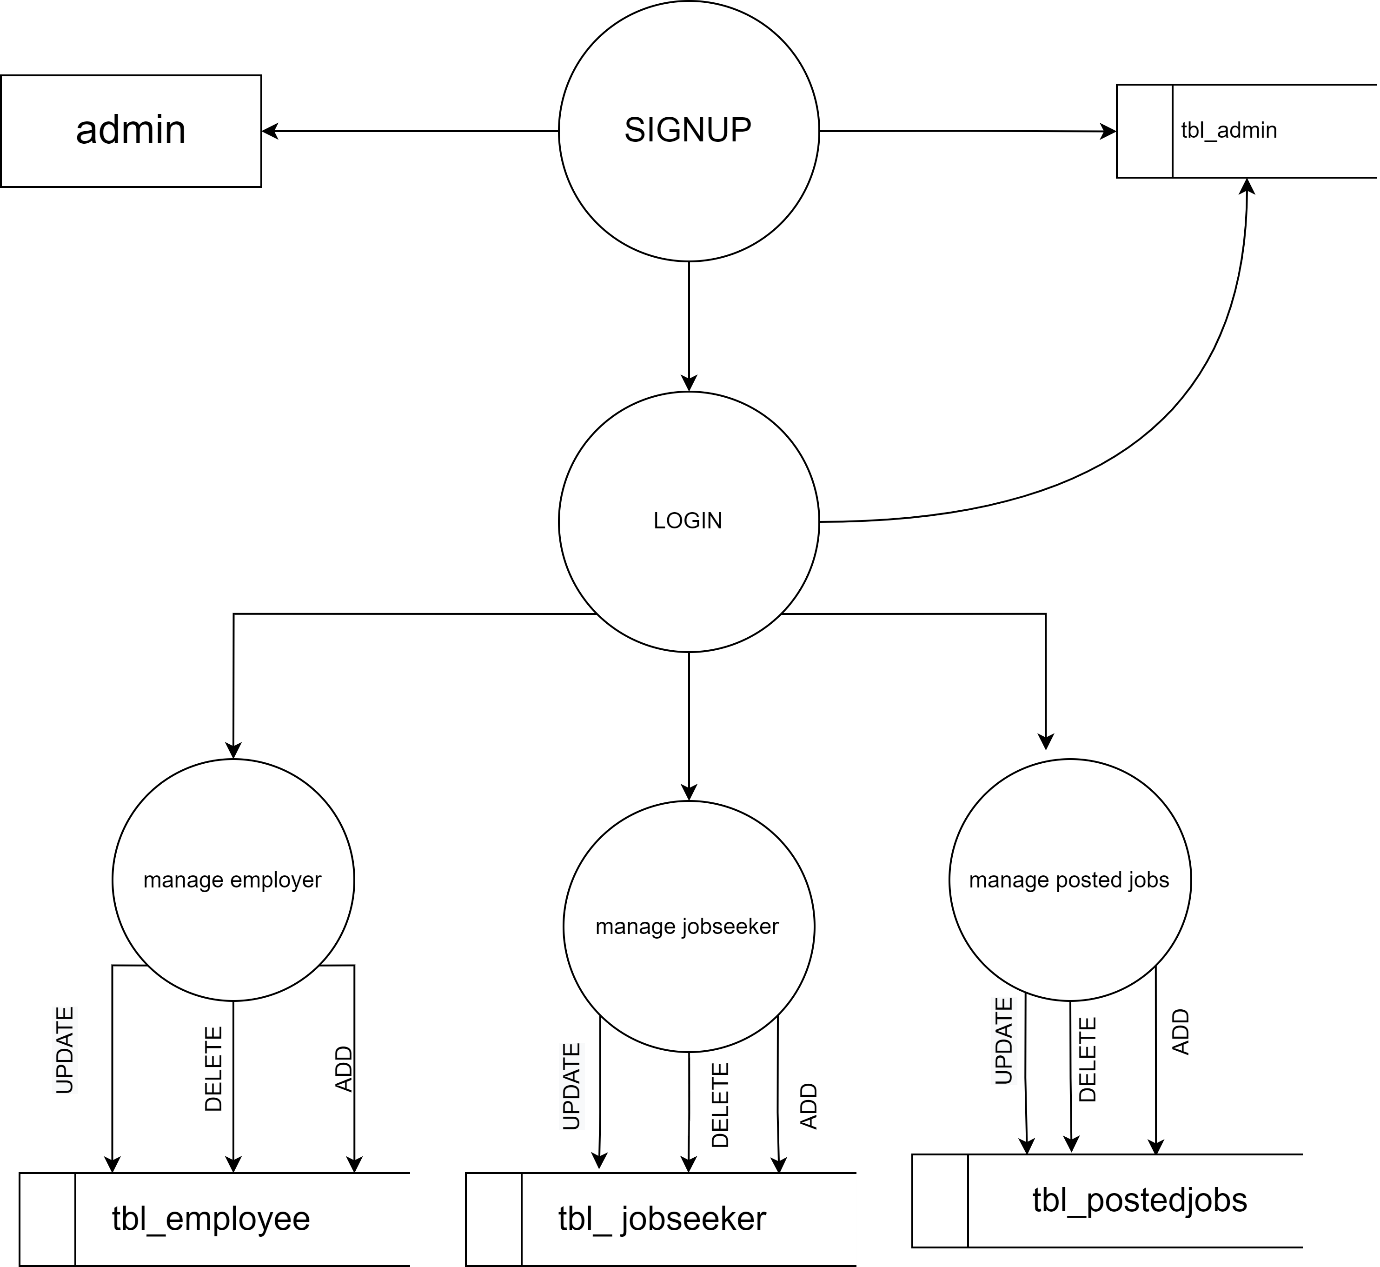 admin
SIGNUP
tbl_admin
LOGIN
manage employer
manage jobseeker
manage posted jobs
UPDATE
DELETE
ADD
UPDATE
DELETE
ADD
UPDATE
DELETE
ADD
tbl_employee
tbl_ jobseeker
tbl_postedjobs